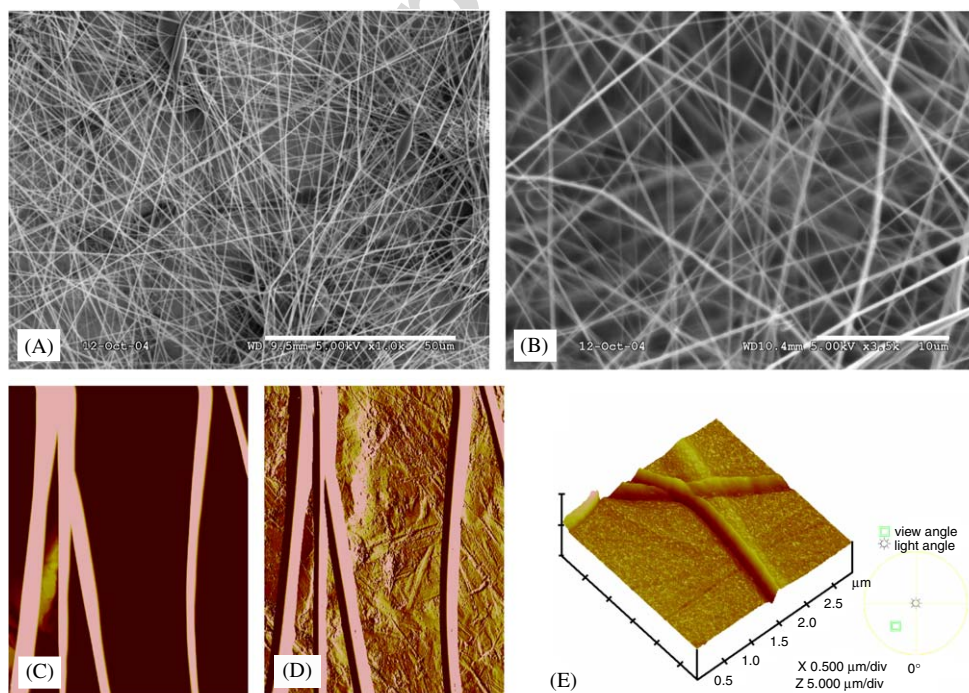 (A)
12-Oct-04 WD 9.5mm 5.00kV x1.0k 50um
(B)
12-Oct-04 WD10.4mm 5.00kV x3.5k 10um
(C)
(D)
(E)
view angle
light angle
μm
2.5
2.0
1.5
1.0
0.5
X 0.500 μm/div
Z 5.000 μm/div
0°